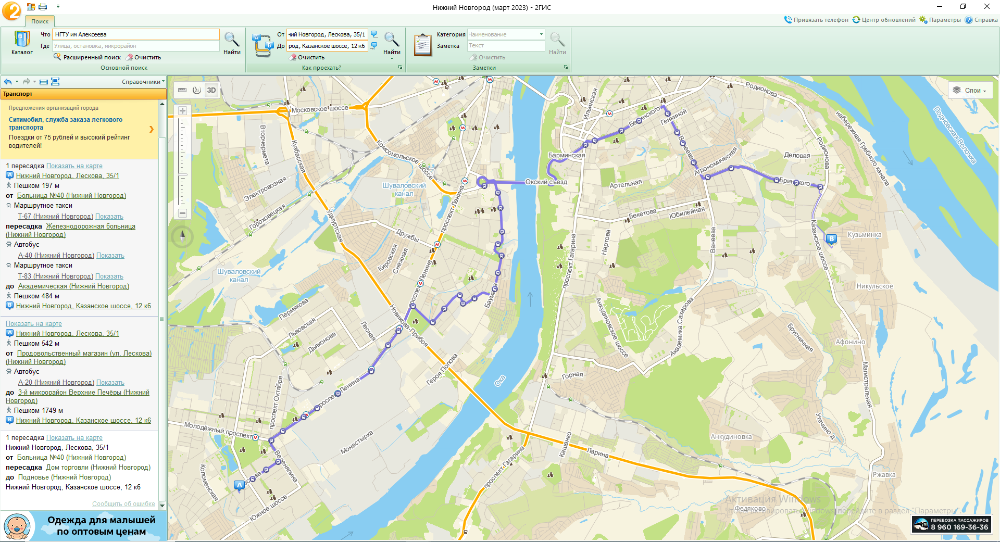 Нижний Новгород (март 2023) - 2ГИС
Поиск
Привязать телефон
Центр обновлений
Параметры
Справка
Каталог
Что
НГТУ им Алексеева
Где
Улица, остановка, микрорайон
Найти
Расширенный поиск
Очистить
Основной поиск
От
-ий Новгород, Лескова, 35/1
До
род, Казанское шоссе, 12 к6
Найти
Очистить
Как проехать?
Категория
Наименование
Заметка
Текст
Найти
Очистить
Заметки
Справочники
Транспорт
Предложения организаций города
Ситимобил, служба заказа легкового
транспорта
Поездки от 75 рублей и высокий рейтинг
водителей!
1 пересадка Показать на карте
A Нижний Новгород, Лескова, 35/1
Пешком 197 м
от Больница №40 (Нижний Новгород)
Маршрутное такси
Т-67 (Нижний Новгород) Показать
пересадка Железнодорожная больница
(Нижний Новгород)
Автобус
А-40 (Нижний Новгород) Показать
Маршрутное такси
Т-83 (Нижний Новгород) Показать
до Академическая (Нижний Новгород)
Пешком 484 м
B Нижний Новгород, Казанское шоссе, 12 к6
Показать на карте
A Нижний Новгород, Лескова, 35/1
Пешком 542 м
от Продовольственный магазин (ул. Лескова)
(Нижний Новгород)
Автобус
А-20 (Нижний Новгород) Показать
до 3-й микрорайон Верхние Печёры (Нижний
Новгород)
Пешком 1749 м
B Нижний Новгород, Казанское шоссе, 12 к6
1 пересадка Показать на карте
Нижний Новгород, Лескова, 35/1
от Больница №40 (Нижний Новгород)
пересадка Дом торговли (Нижний Новгород)
до Подновье (Нижний Новгород)
Нижний Новгород, Казанское шоссе, 12 к6
Сообщить об ошибке
Одежда для малышей
по оптовым ценам
3D
Слои
Московское шоссе
Вторчермета
Кузбасская
Комсомольское шоссе
Электровозная
Гороховецкая
Удмуртская
Шуваловский
канал
Шуваловский
канал
проспект Ленина
Дружбы
Кировская
Снежная
проспект Ленина
Пермякова
Львовская
Дьяконова
Лесная
Новикова-Прибоя
Баумана
Героя Попова
проспект Ленина
проспект Октября
Молодёжный проспект
Веденяпина
Коломенская
Южное шоссе
Монастырка
Ока
Ильинская
Белинского
Генкиной
Барминская
Окский съезд
Ванеева
Агрономическая
Артельная
Бекетова
Юбилейная
Нартова
проспект Гагарина
Ванеева
Родионова
набережная Гребного канала
Подновская Воложка
Родионова
Деловая
Бринского
Казанское шоссе
B
Кузьминка
Никульское
Анкудиновское шоссе
Академика Сахарова
Брусничная
Афонино
Магистральная
Горная
Утечино д
Анкудиновка
Кащенко
Ларина
проспект Гагарина
Ржавка
Федяково
A
Активация Windows
Чтобы активировать Windows, перейдите в раздел "Параметры".
ПЕРЕВОЗКА ПАССАЖИРОВ
8 960 169-36-36